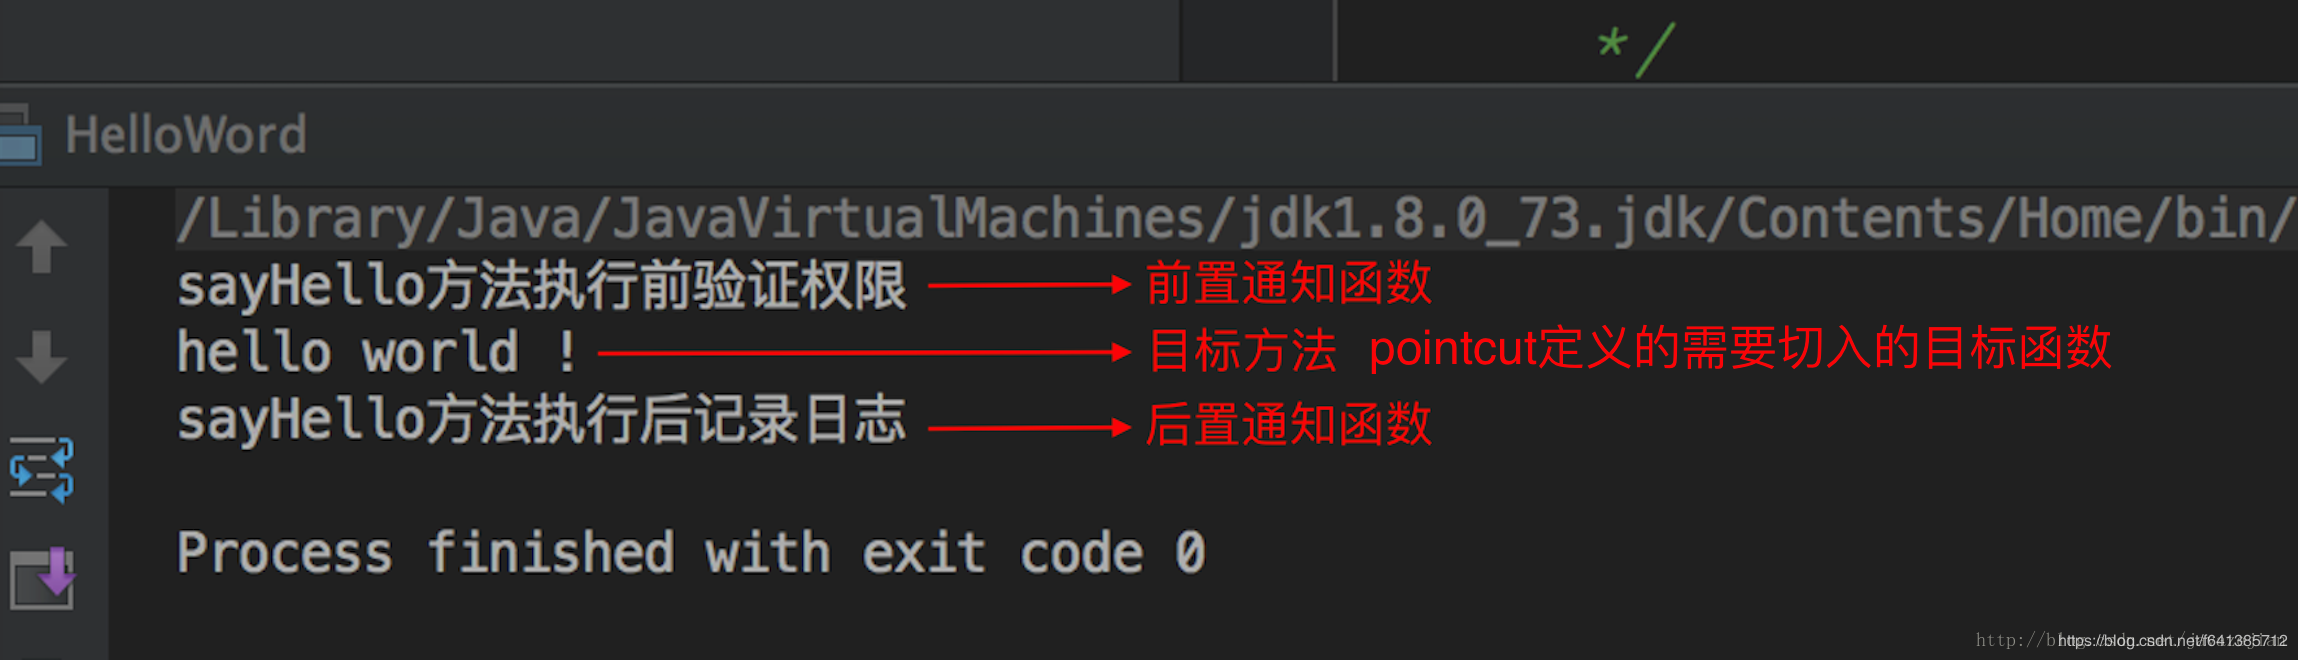 */
HelloWord
/Library/Java/JavaVirtualMachines/jdk1.8.0_73.jdk/Contents/Home/bin/
sayHello方法执行前验证权限 前置通知函数
hello world ! 目标方法 pointcut定义的需要切入的目标函数
sayHello方法执行后记录日志 后置通知函数
Process finished with exit code 0
https://blog.csdn.net/f641385712